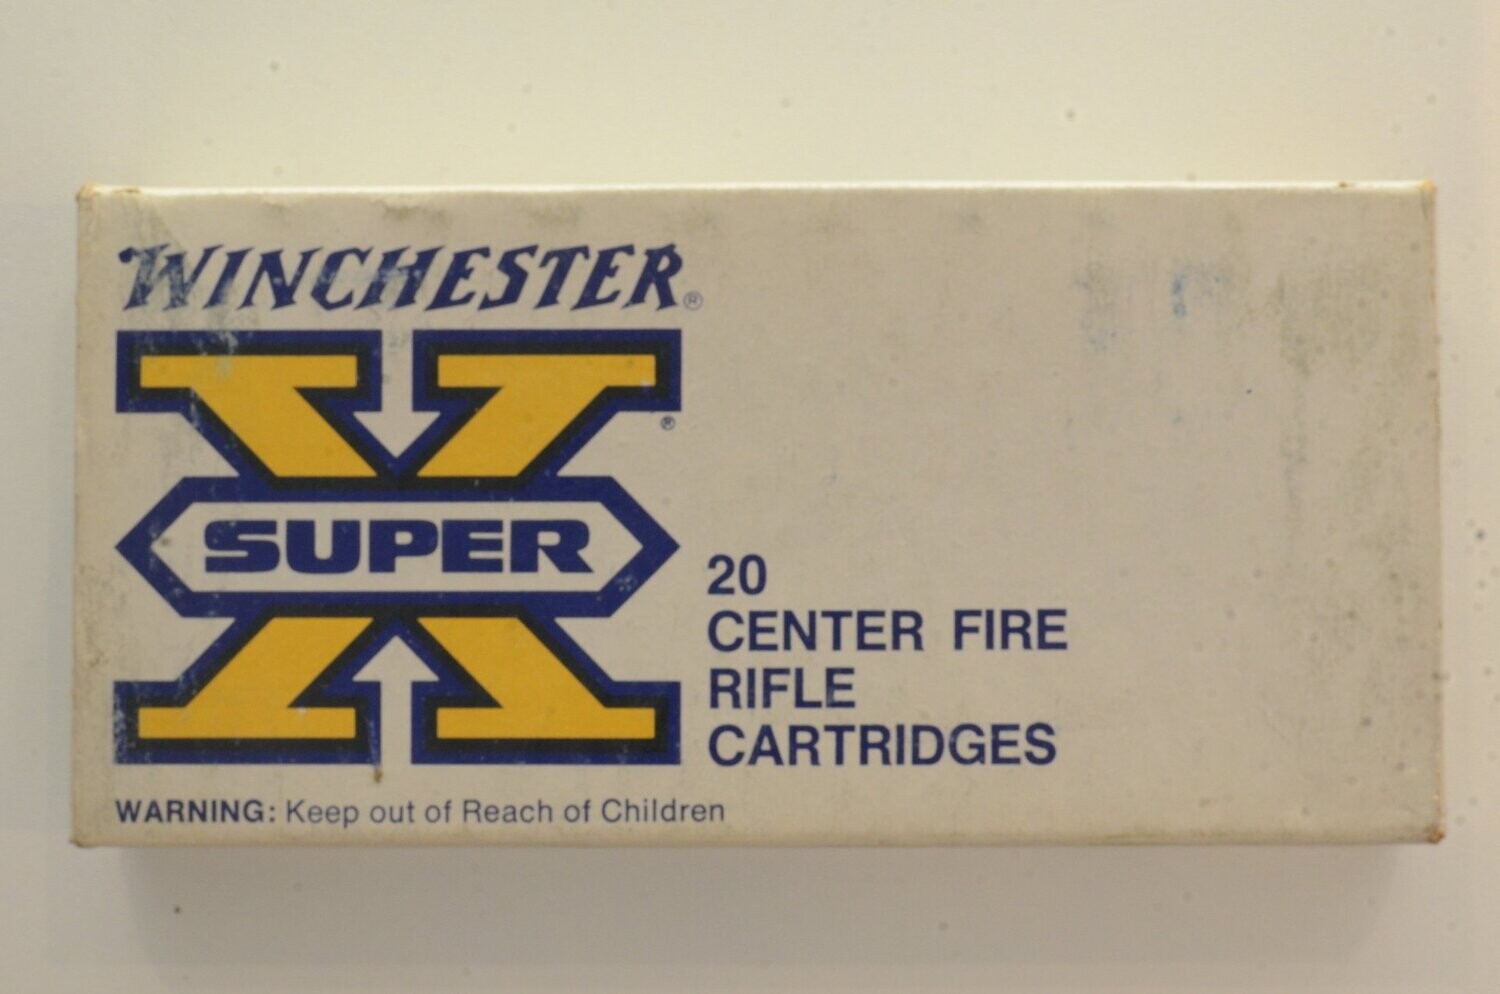 WINCHESTER®
SUPER
®
20
CENTER FIRE
RIFLE
CARTRIDGES
WARNING: Keep out of Reach of Children